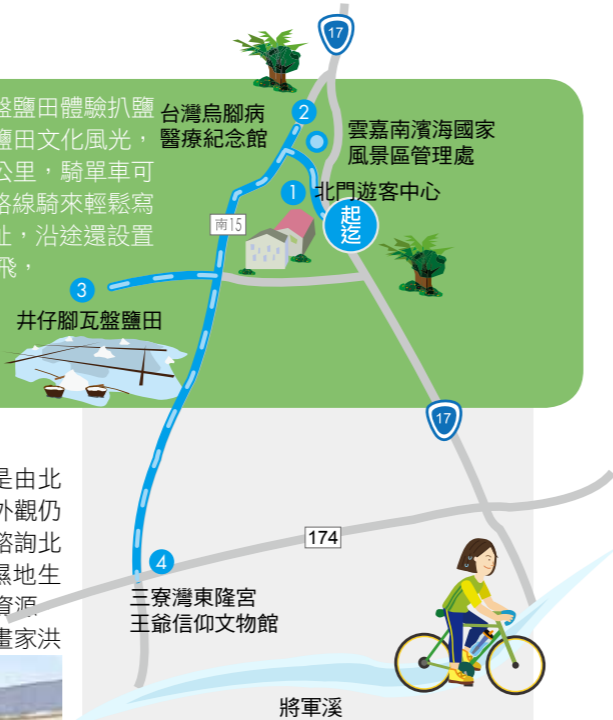 17
盤鹽田體驗扒鹽
鹽田文化風光，
公里，騎單車可
路線騎來輕鬆寫
止，沿途還設置
飛，
台灣烏腳病
醫療紀念館
2
雲嘉南濱海國家
風景區管理處
1
北門遊客中心
起
迄
南15
3
井仔腳瓦盤鹽田
17
是由北
外觀仍
諮詢北
濕地生
資源
畫家洪
174
4
三寮灣東隆宮
王爺信仰文物館
將軍溪